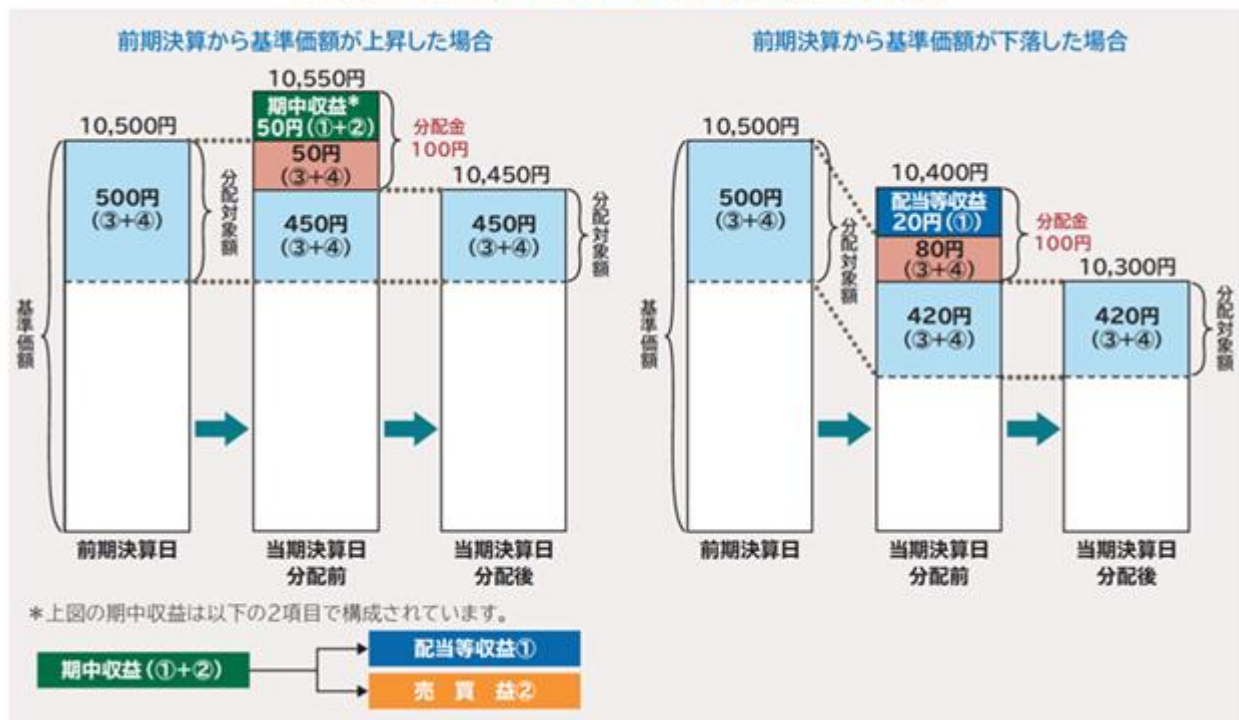 前期決算から基準価額が上昇した場合
10,550円
期中収益*
50円(①+②)
10,500円
分配金
100円
50円
(③+④)
10,450円
500円
(③+④)
分配対象額
450円
(③+④)
450円
(③+④)
分配対象額
基準価額
前期決算日
当期決算日
分配前
当期決算日
分配後
前期決算から基準価額が下落した場合
10,500円
10,400円
500円
(③+④)
配当等収益
20円(①)
分配金
100円
分配対象額
80円
(③+④)
10,300円
420円
(③+④)
420円
(③+④)
分配対象額
基準価額
前期決算日
当期決算日
分配前
当期決算日
分配後
*上図の期中収益は以下の2項目で構成されています。
期中収益(①+②)
配当等収益①
売 買 益②